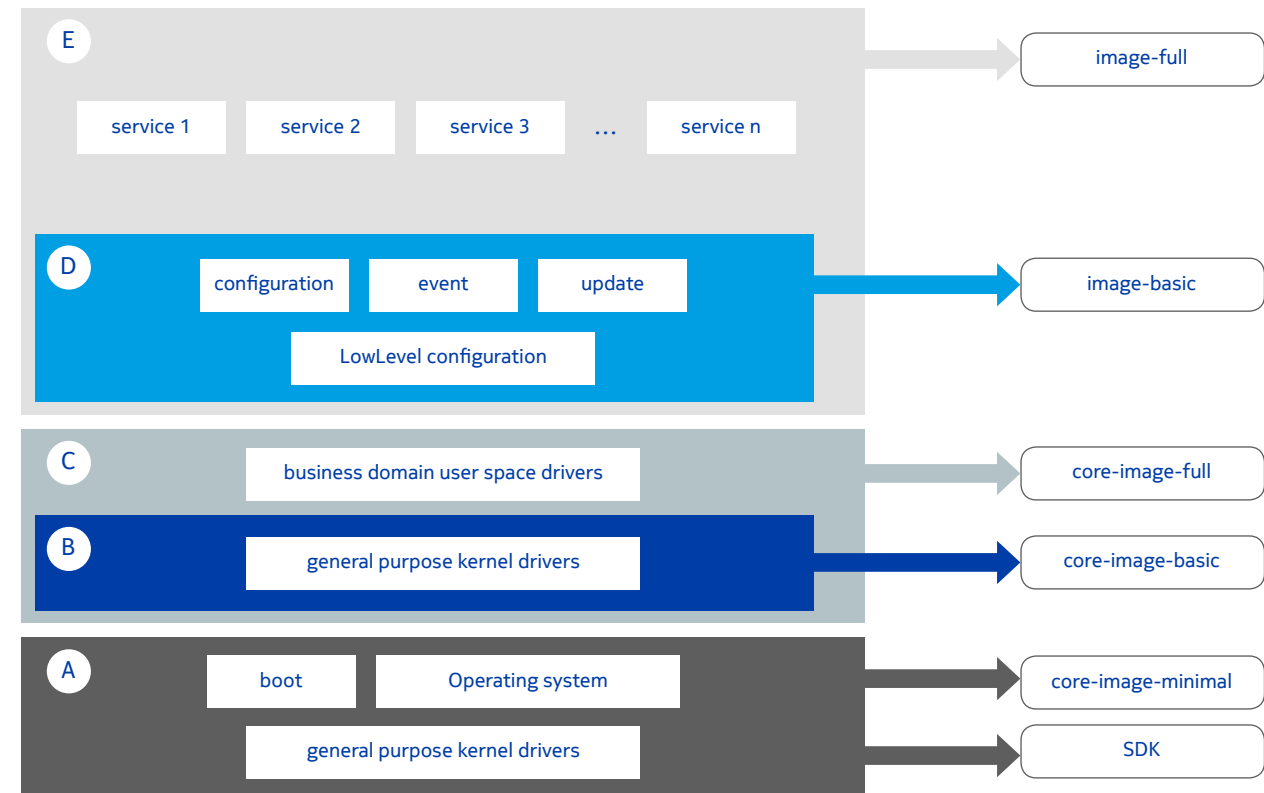 E
image-full
service 1
service 2
service 3
...
service n
D
configuration
event
update
image-basic
LowLevel configuration
C
business domain user space drivers
core-image-full
B
general purpose kernel drivers
core-image-basic
A
boot
Operating system
core-image-minimal
general purpose kernel drivers
SDK